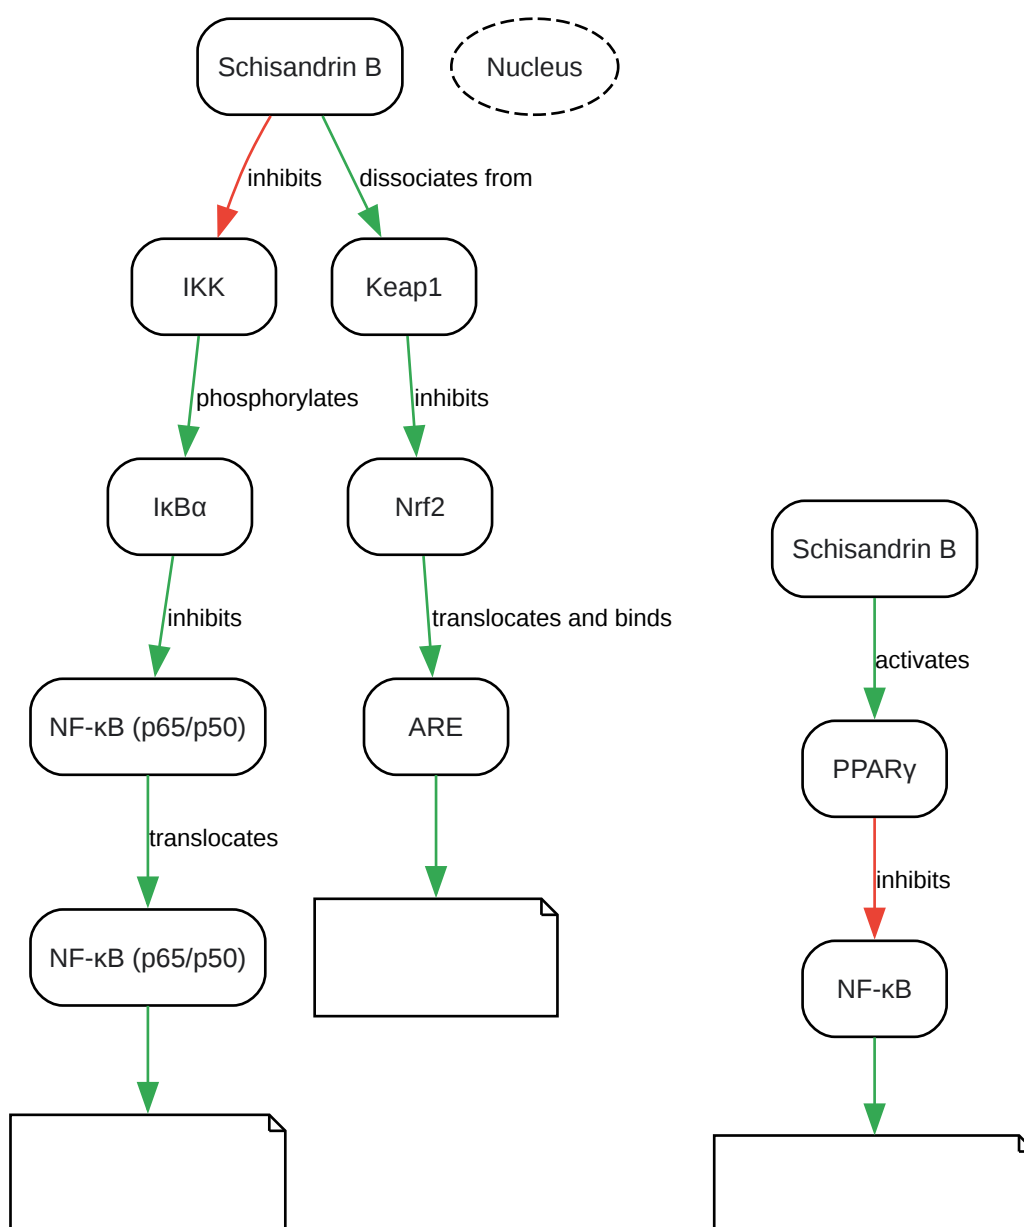 Schisandrin B
Nucleus
inhibits
dissociates from
IKK
Keap1
phosphorylates
inhibits
IκBα
Nrf2
Schisandrin B
inhibits
translocates and binds
activates
NF-κB (p65/p50)
ARE
PPARγ
translocates
inhibits
NF-κB (p65/p50)
NF-κB